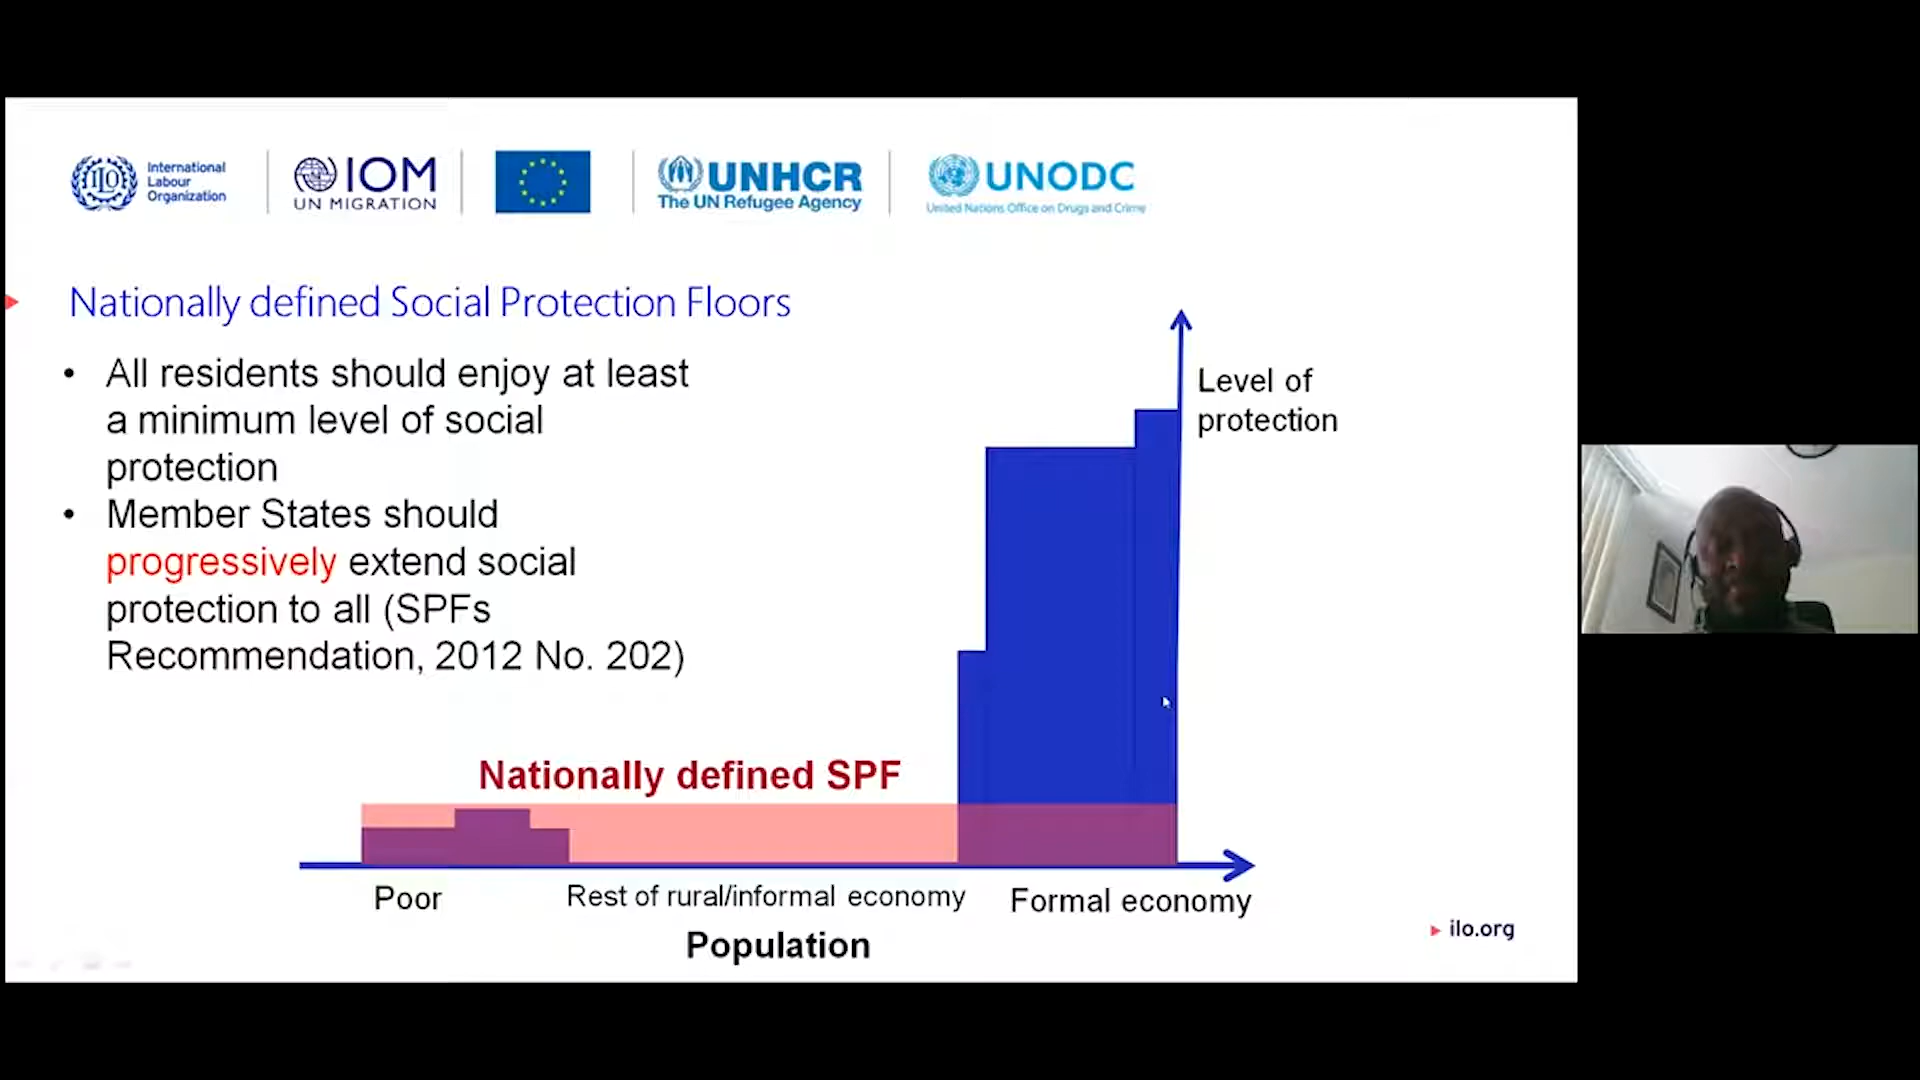 International
Labour
Organization
IOM
UN MIGRATION
UNHCR
The UN Refugee Agency
UNODC
United Nations Office on Drugs and Crime
Nationally defined Social Protection Floors
• All residents should enjoy at least
a minimum level of social
protection
• Member States should
progressively extend social
protection to all (SPFs
Recommendation, 2012 No. 202)
Level of
protection
Nationally defined SPF
Poor
Rest of rural/informal economy
Formal economy
Population
ilo.org